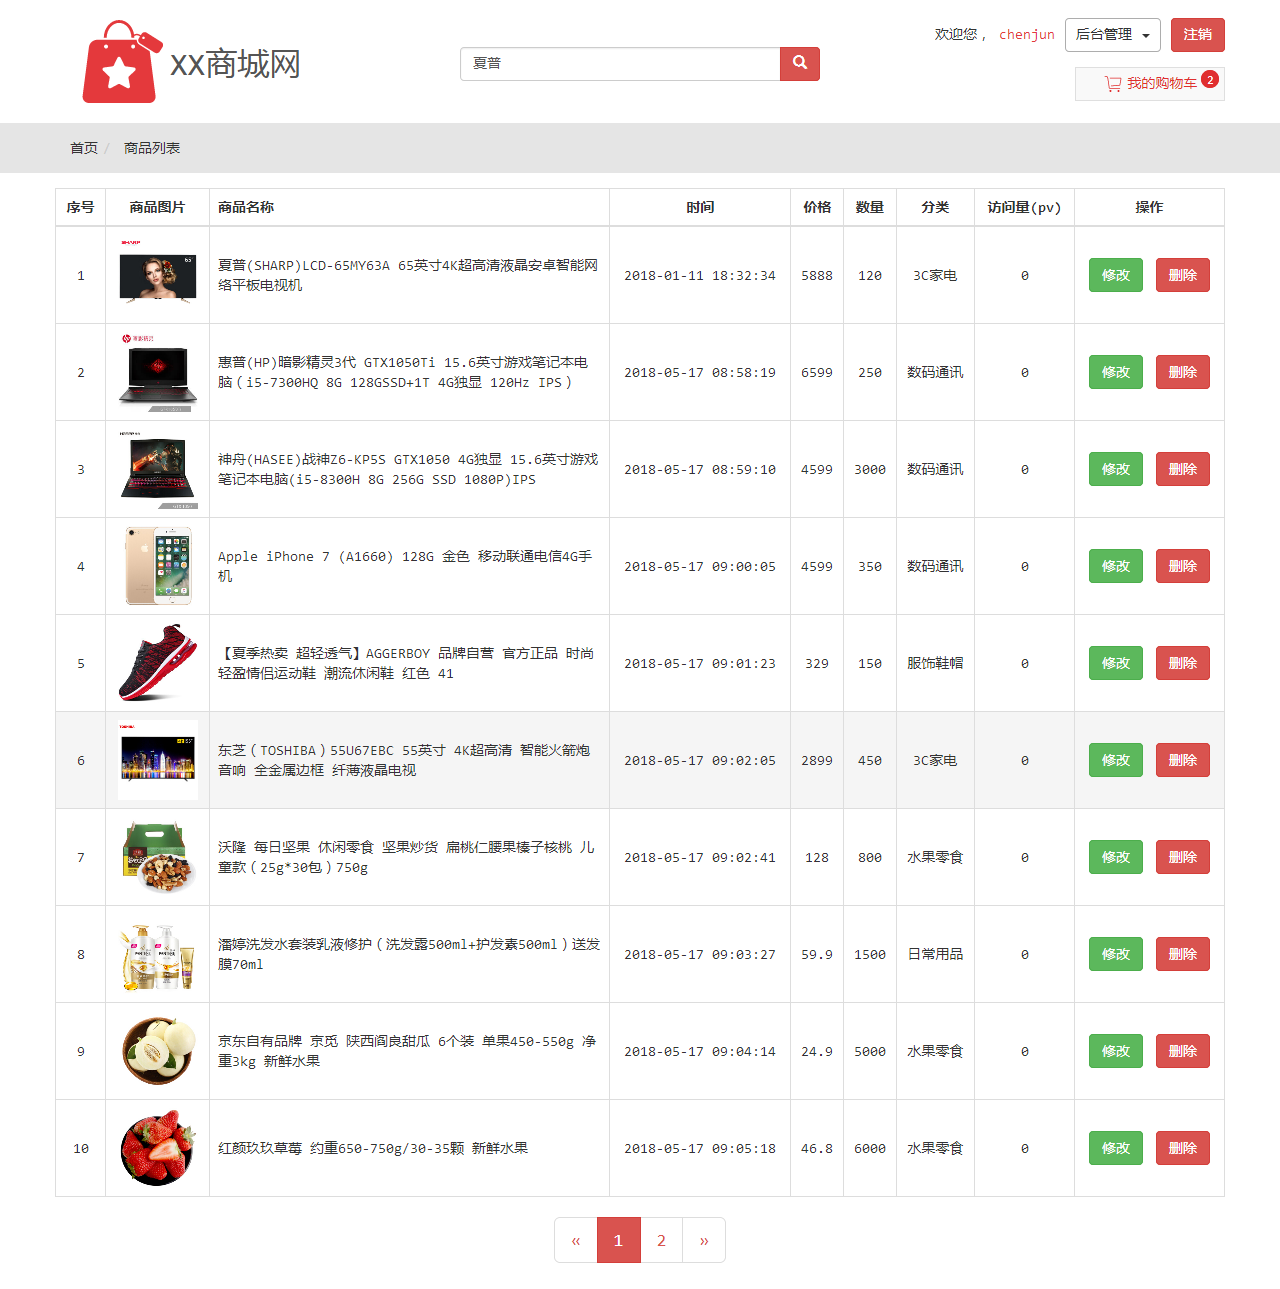 欢迎您， chenjun 后台管理 注销
xx商城网
夏普
我的购物车 2
首页 / 商品列表
序号 商品图片 商品名称 时间 价格 数量 分类 访问量(pv) 操作
SHARP
1 夏普(SHARP)LCD-65MY63A 65英寸4K超高清液晶安卓智能网
络平板电视机 2018-01-11 18:32:34 5888 120 3C家电 0 修改 删除
2 惠普(HP)暗影精灵3代 GTX1050Ti 15.6英寸游戏笔记本电
脑（i5-7300HQ 8G 128GSSD+1T 4G独显 120Hz IPS） 2018-05-17 08:58:19 6599 250 数码通讯 0 修改 删除
3 神舟(HASEE)战神Z6-KP5S GTX1050 4G独显 15.6英寸游戏
笔记本电脑(i5-8300H 8G 256G SSD 1080P)IPS 2018-05-17 08:59:10 4599 3000 数码通讯 0 修改 删除
4 Apple iPhone 7 (A1660) 128G 金色 移动联通电信4G手
机 2018-05-17 09:00:05 4599 350 数码通讯 0 修改 删除
5 【夏季热卖 超轻透气】AGGERBOY 品牌自营 官方正品 时尚
轻盈情侣运动鞋 潮流休闲鞋 红色 41 2018-05-17 09:01:23 329 150 服饰鞋帽 0 修改 删除
TOSHIBA
6 东芝（TOSHIBA）55U67EBC 55英寸 4K超高清 智能火箭炮
音响 全金属边框 纤薄液晶电视 2018-05-17 09:02:05 2899 450 3C家电 0 修改 删除
7 沃隆 每日坚果 休闲零食 坚果炒货 扁桃仁腰果榛子核桃 儿
童款（25g*30包）750g 2018-05-17 09:02:41 128 800 水果零食 0 修改 删除
8 潘婷洗发水套装乳液修护（洗发露500ml+护发素500ml）送发
膜70ml 2018-05-17 09:03:27 59.9 1500 日常用品 0 修改 删除
9 京东自有品牌 京觅 陕西阎良甜瓜 6个装 单果450-550g 净
重3kg 新鲜水果 2018-05-17 09:04:14 24.9 5000 水果零食 0 修改 删除
10 红颜玖玖草莓 约重650-750g/30-35颗 新鲜水果 2018-05-17 09:05:18 46.8 6000 水果零食 0 修改 删除
« 1 2 »